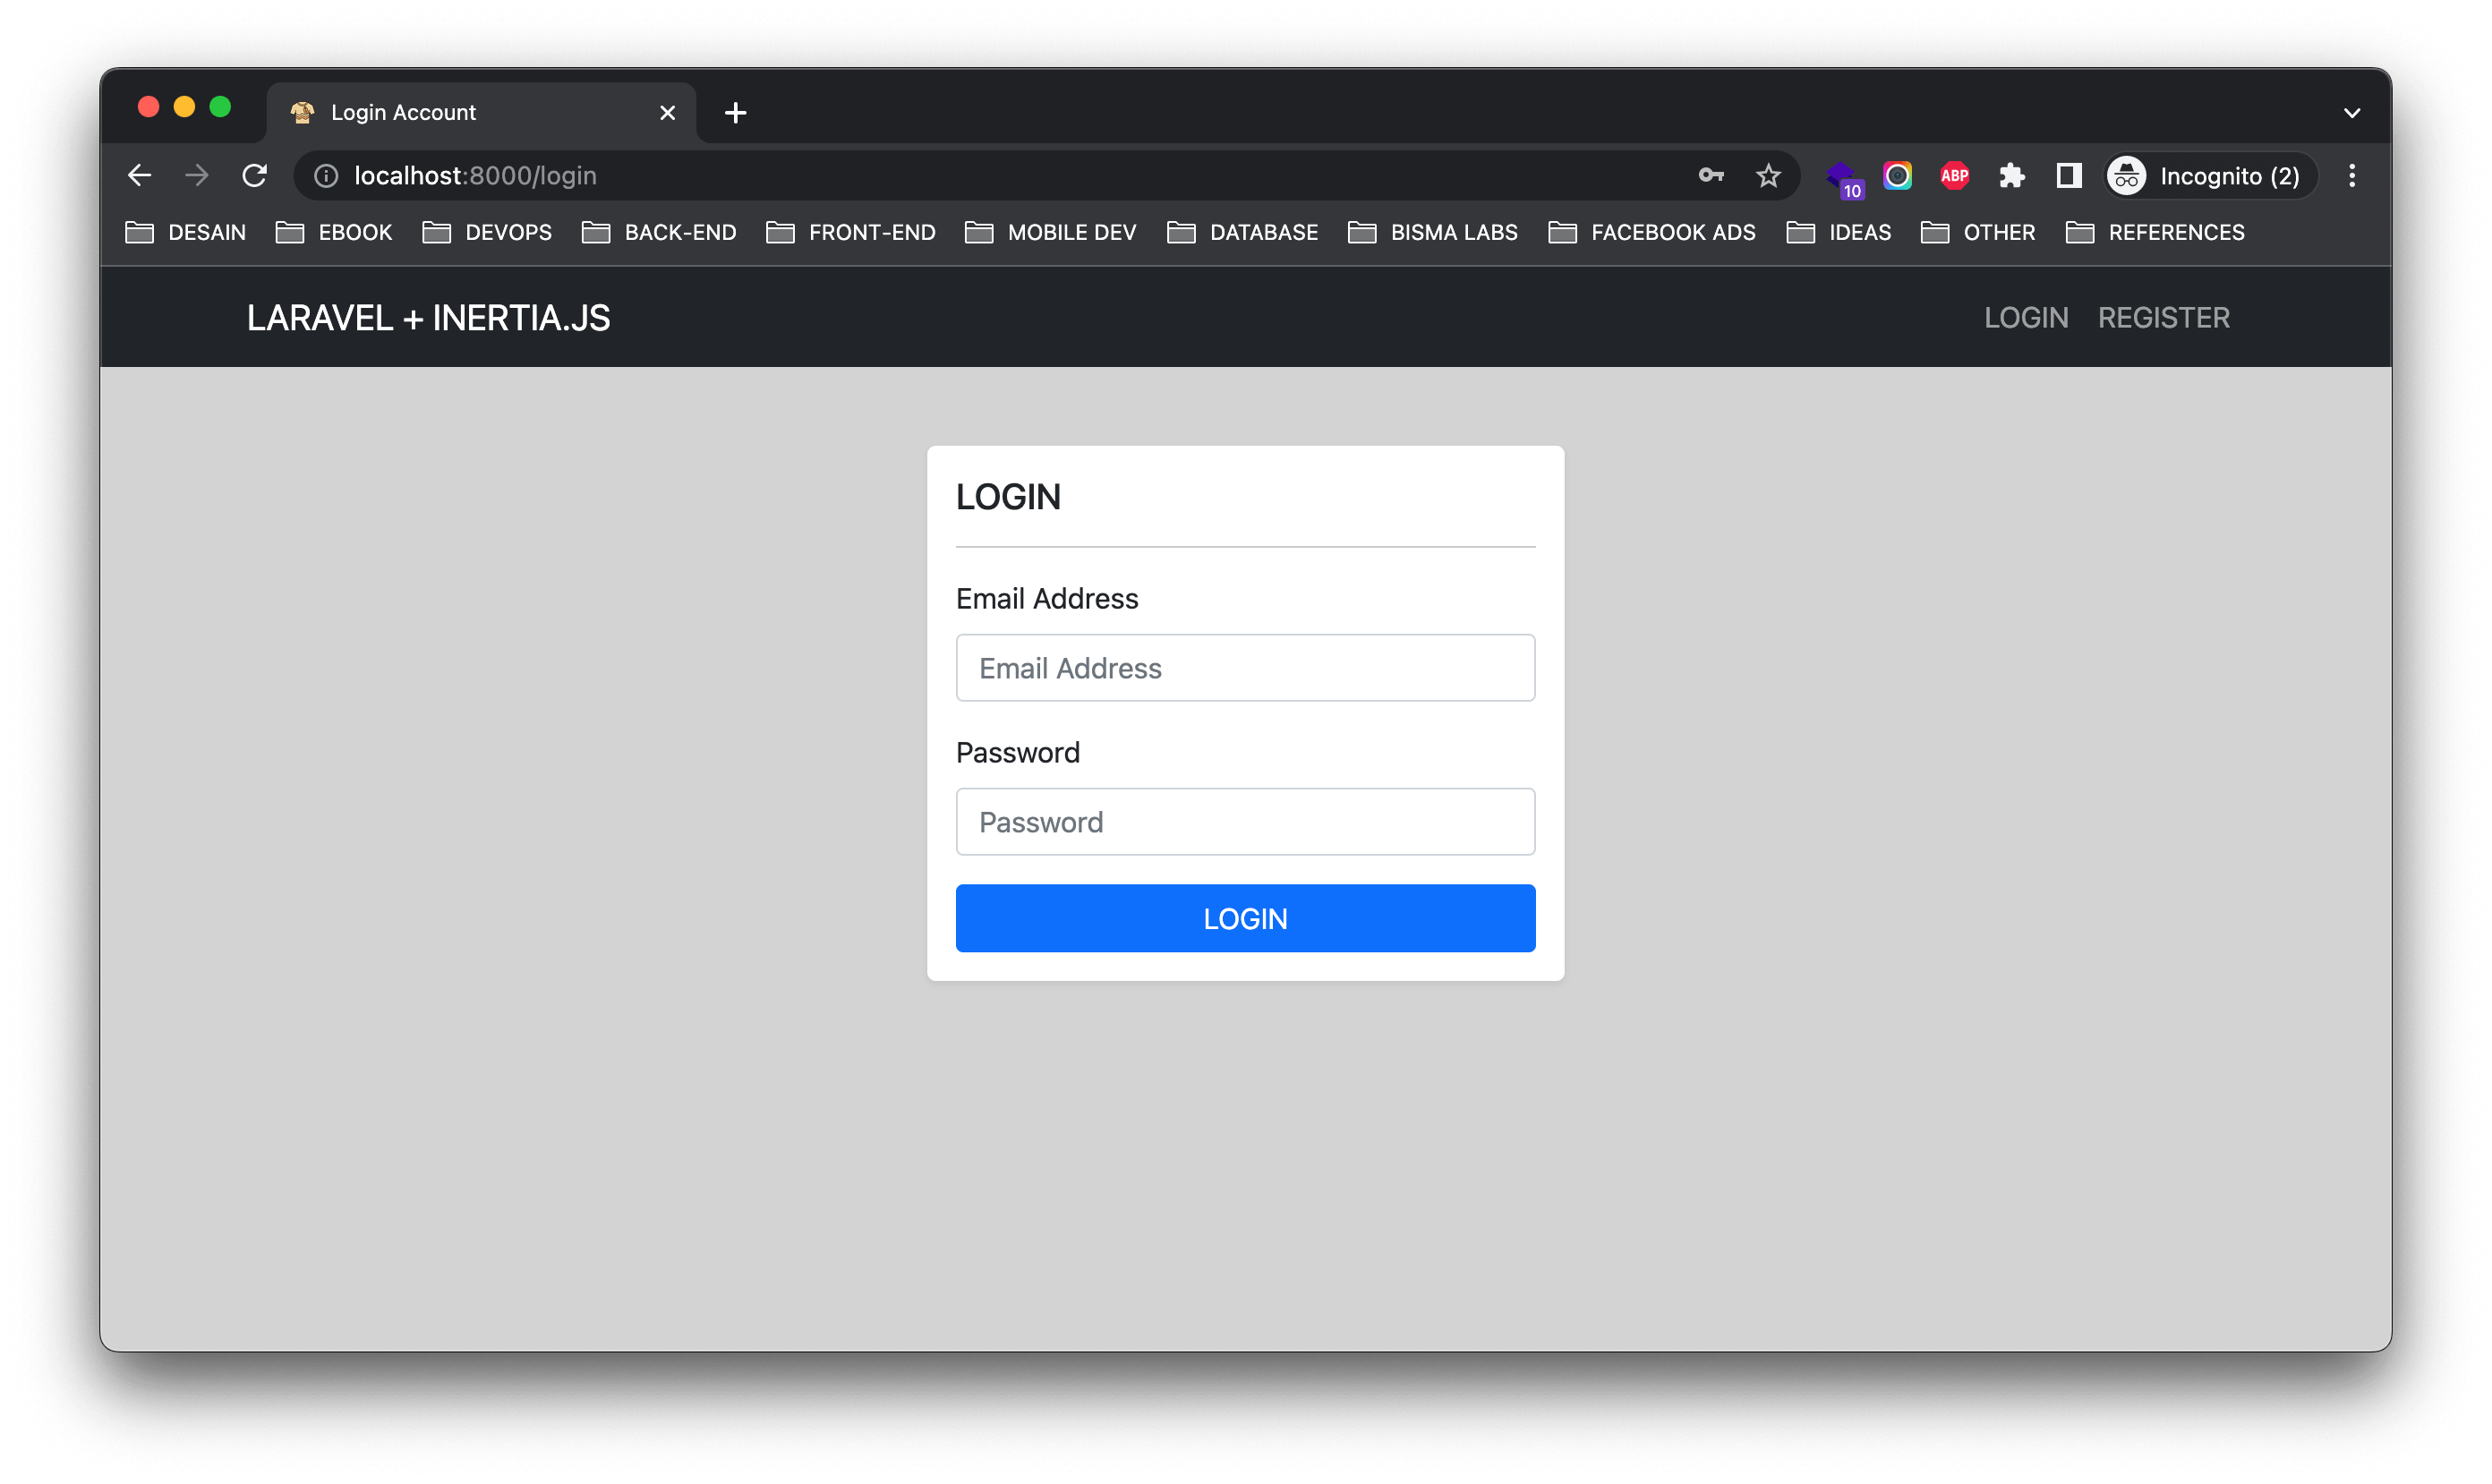 Login Account
localhost:8000/login
10
ABP
Incognito (2)
DESAIN EBOOK DEVOPS BACK-END FRONT-END MOBILE DEV DATABASE BISMA LABS FACEBOOK ADS IDEAS OTHER REFERENCES
LARAVEL + INERTIA.JS LOGIN REGISTER
LOGIN
Email Address
Email Address
Password
Password
LOGIN